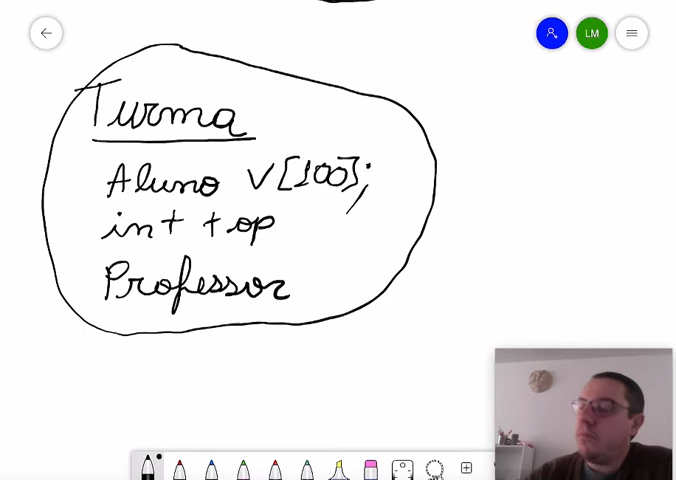 LM
Turma
Aluno V[100];
int top
Professor